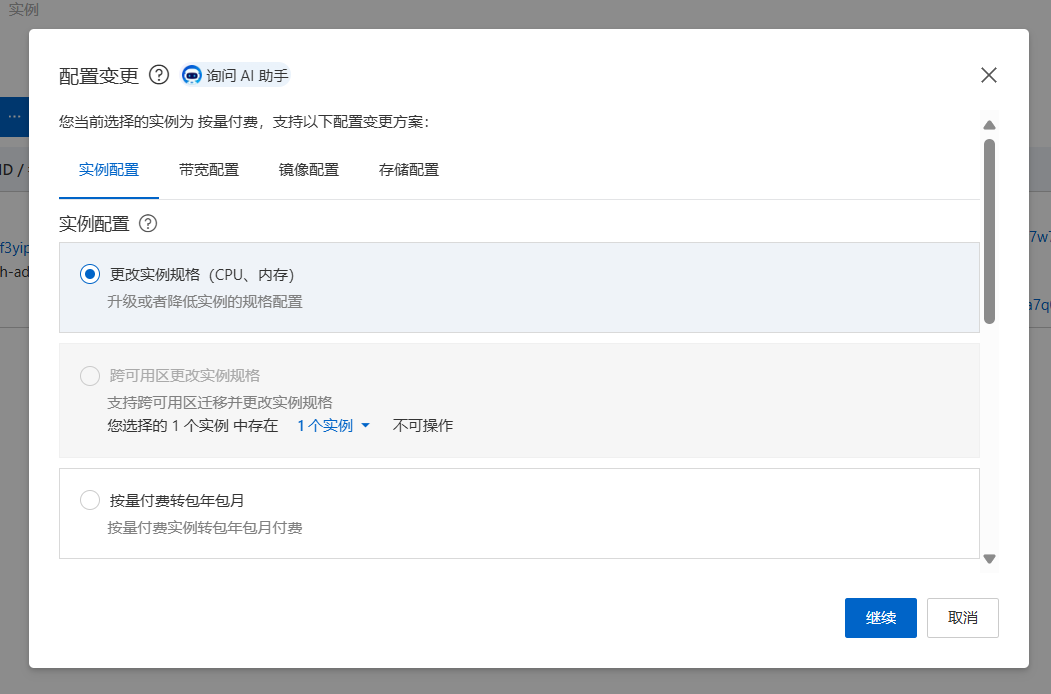 实例
配置变更 ? 询问 AI 助手
您当前选择的实例为 按量付费，支持以下配置变更方案：
实例配置 带宽配置 镜像配置 存储配置
实例配置 ?
更改实例规格（CPU、内存）
升级或者降低实例的规格配置
跨可用区更改实例规格
支持跨可用区迁移并更改实例规格
您选择的 1 个实例 中存在 1 个实例 不可操作
按量付费转包年包月
按量付费实例转包年包月付费
继续 取消
...
ID /
f3yip
h-ad
7w
a7q